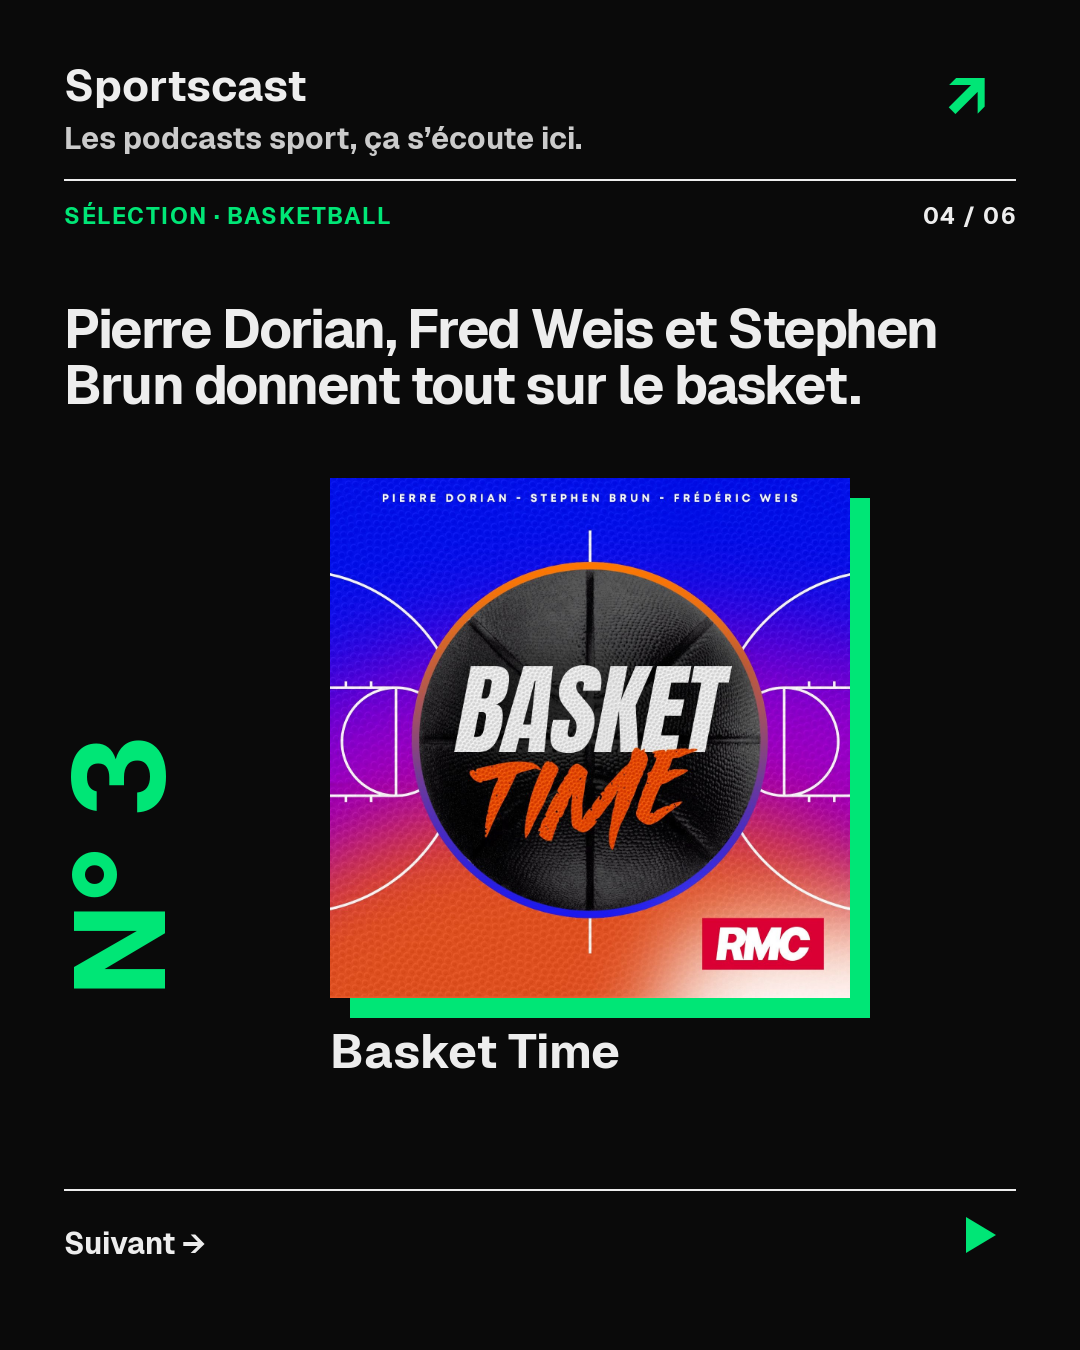 Sportscast
Les podcasts sport, ça s’écoute ici.
SÉLECTION · BASKETBALL
04 / 06
Pierre Dorian, Fred Weis et Stephen
Brun donnent tout sur le basket.
N° 3
PIERRE DORIAN - STEPHEN BRUN - FRÉDÉRIC WEIS
BASKET
TIME
RMC
Basket Time
Suivant →